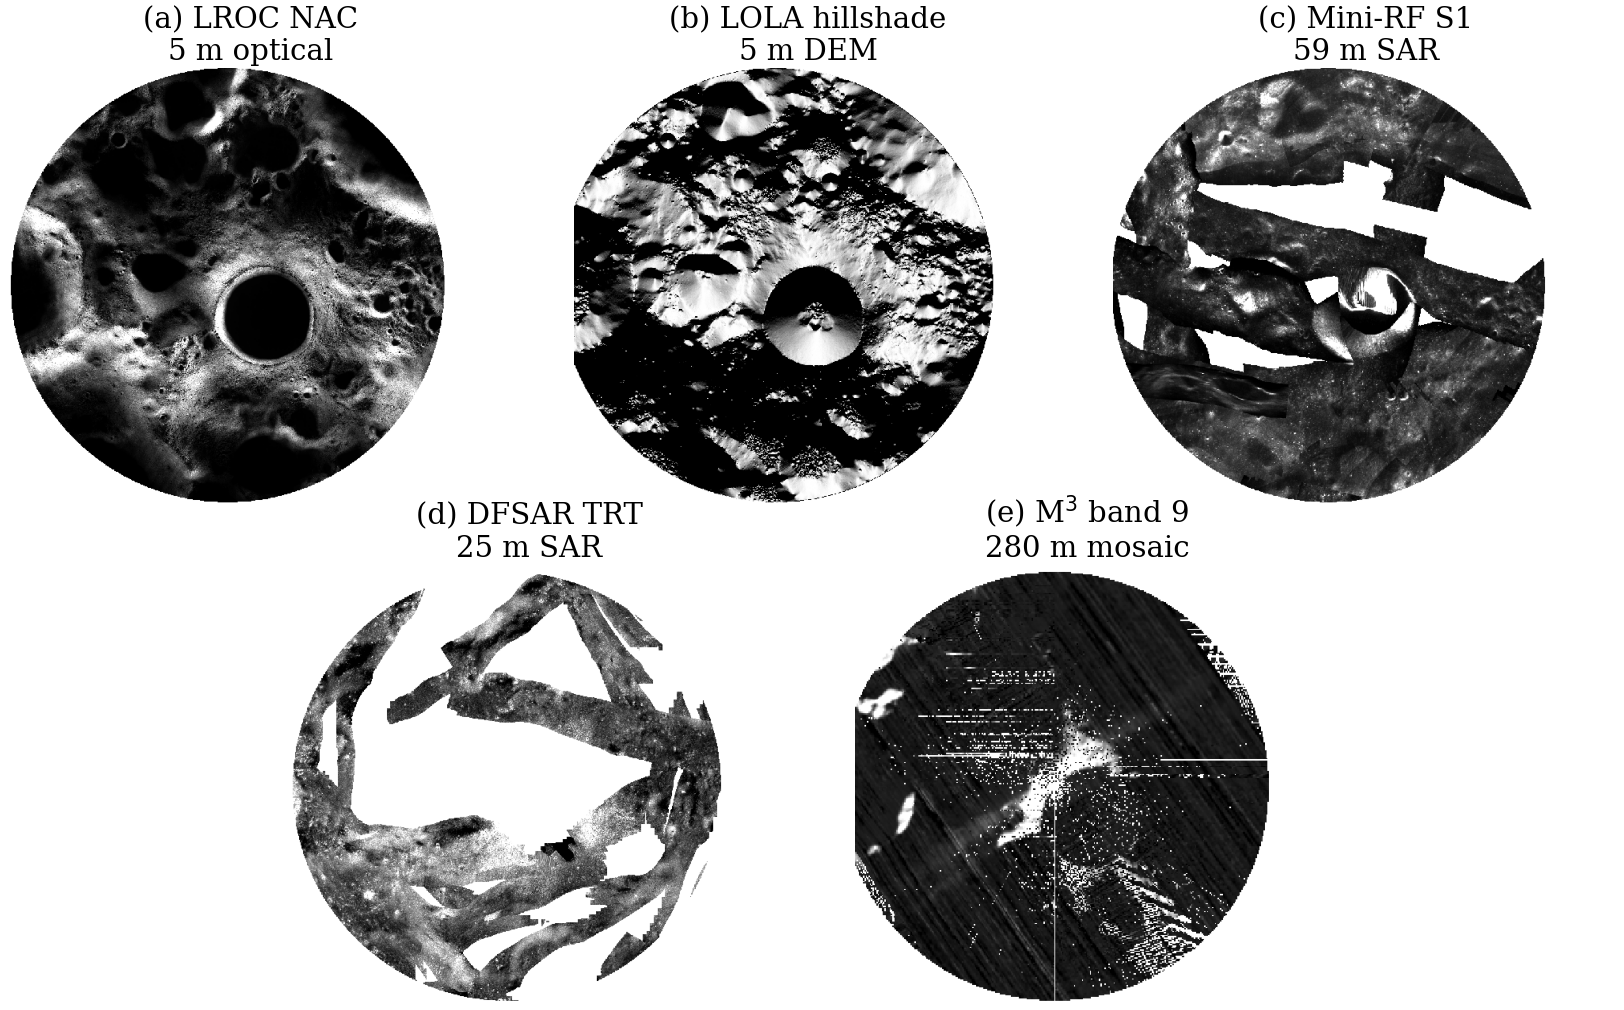 (a) LROC NAC
5 m optical
(b) LOLA hillshade
5 m DEM
(c) Mini-RF S1
59 m SAR
(d) DFSAR TRT
25 m SAR
(e) M³ band 9
280 m mosaic